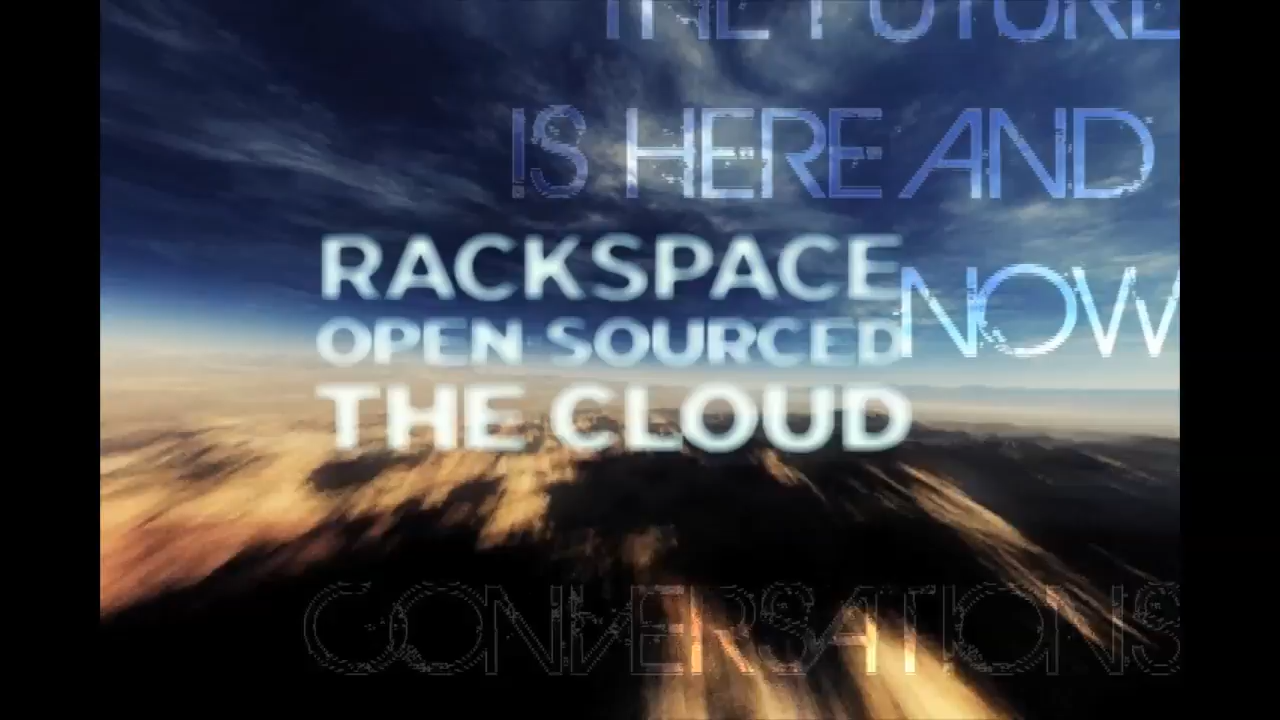 THE FUTURE
IS HERE AND
NOW
RACKSPACE
OPEN SOURCED
THE CLOUD
CONVERSATIONS